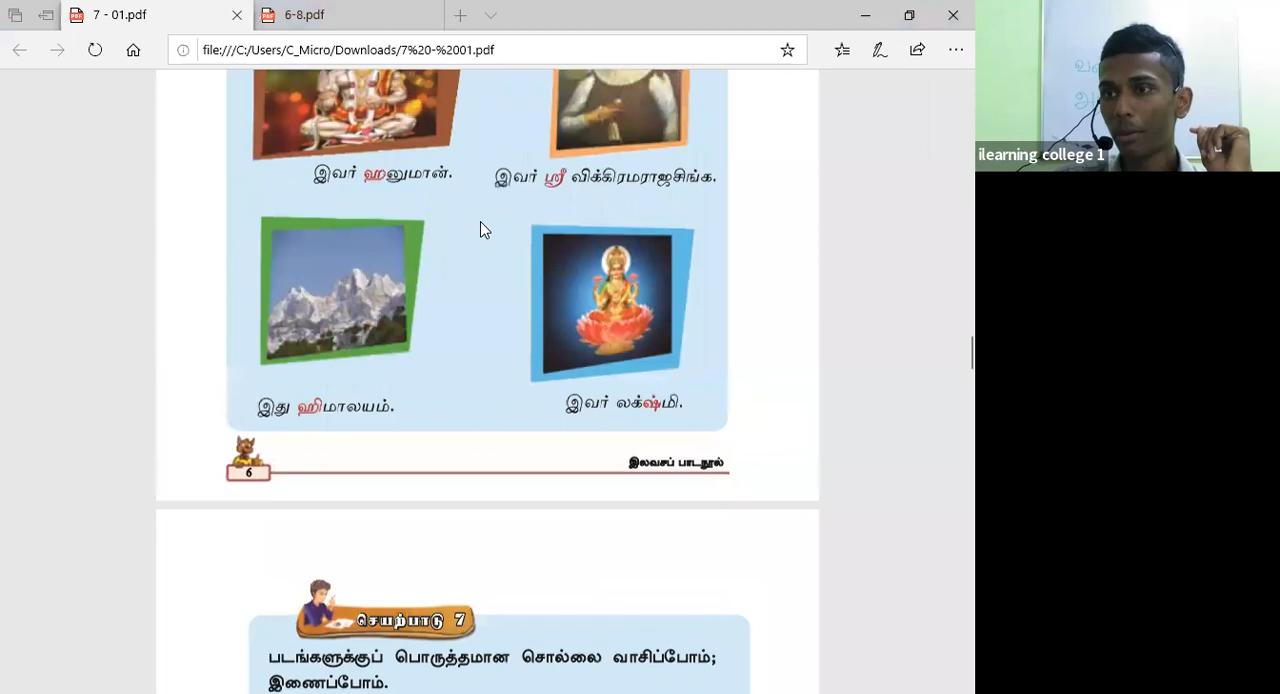 7 - 01.pdf
6-8.pdf
file:///C:/Users/C_Micro/Downloads/7%20-%2001.pdf
ilearning college 1
இவர் ஹனுமான்.
இவர் ஸ்ரீ விக்கிரமராஜசிங்க.
இது ஹிமாலயம்.
இவர் லக்ஷ்மி.
6
இலவசப் பாடநூல்
செயற்பாடு 7
படங்களுக்குப் பொருத்தமான சொல்லை வாசிப்போம்;
இணைப்போம்.